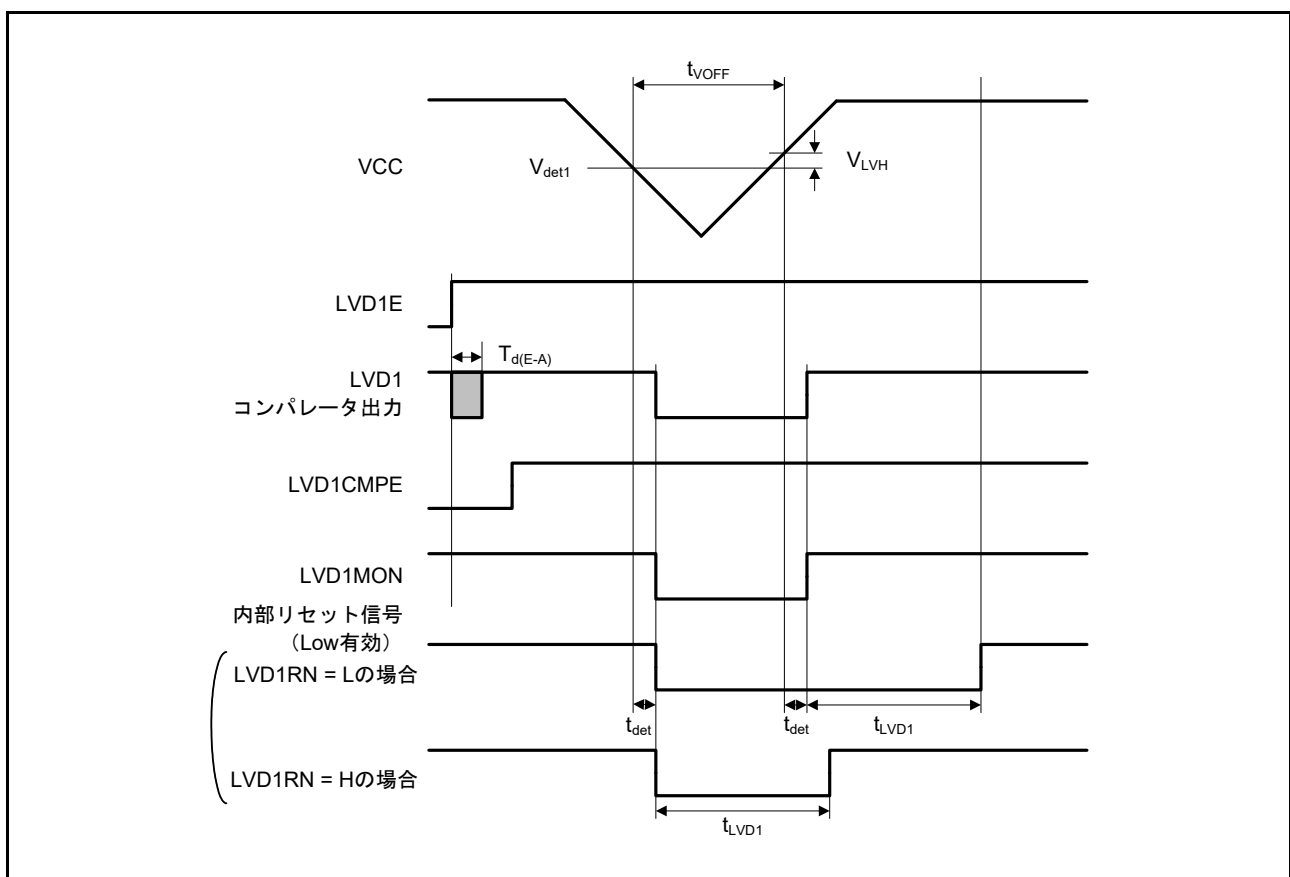 tVOFF
VCC
Vdet1
VLVH
LVD1E
Td(E-A)
LVD1
コンパレータ出力
LVD1CMPE
LVD1MON
内部リセット信号
（Low有効）
LVD1RN = Lの場合
tdet
tdet
tLVD1
LVD1RN = Hの場合
tLVD1